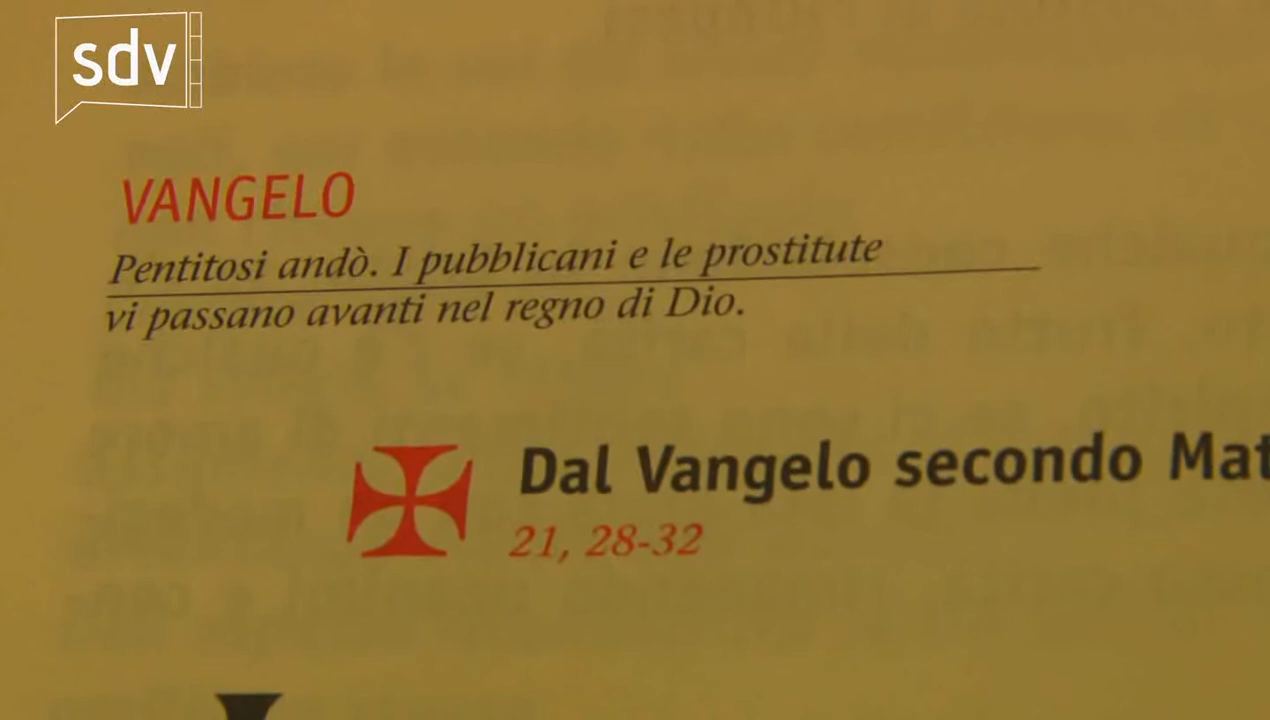 sdv
VANGELO
Pentitosi andò. I pubblicani e le prostitute
vi passano avanti nel regno di Dio.
Dal Vangelo secondo Mat
21, 28-32